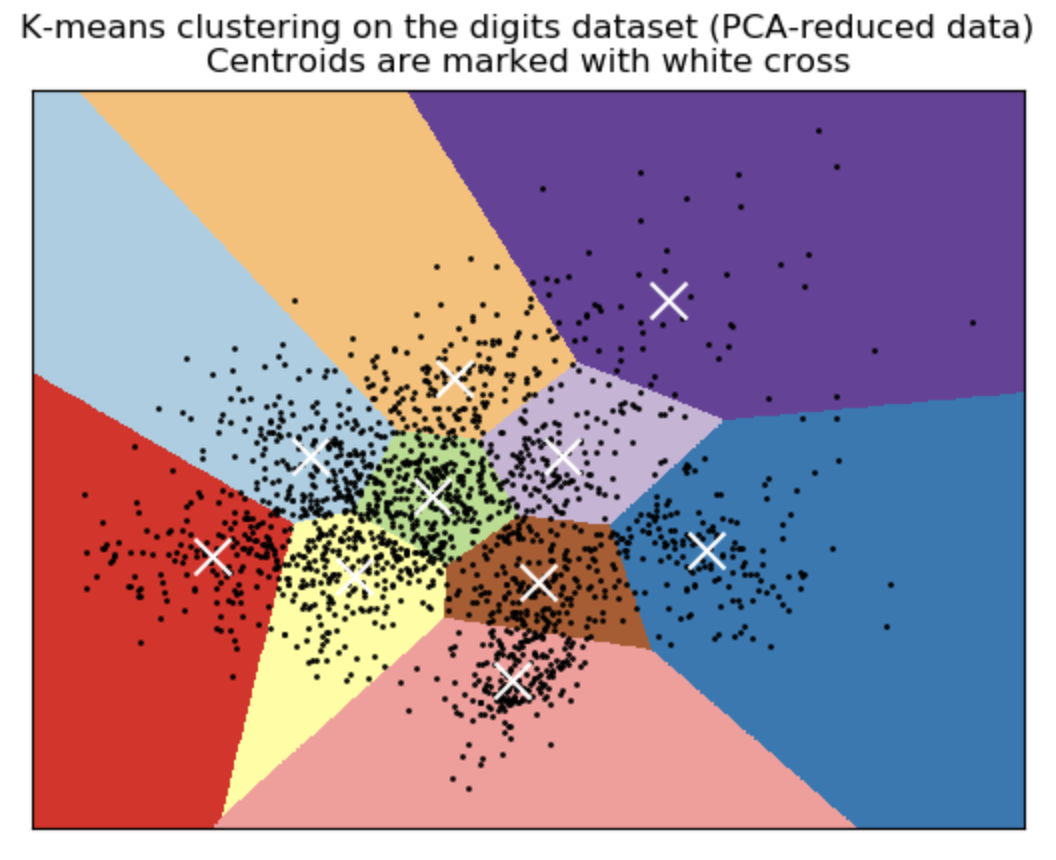 K-means clustering on the digits dataset (PCA-reduced data)
Centroids are marked with white cross